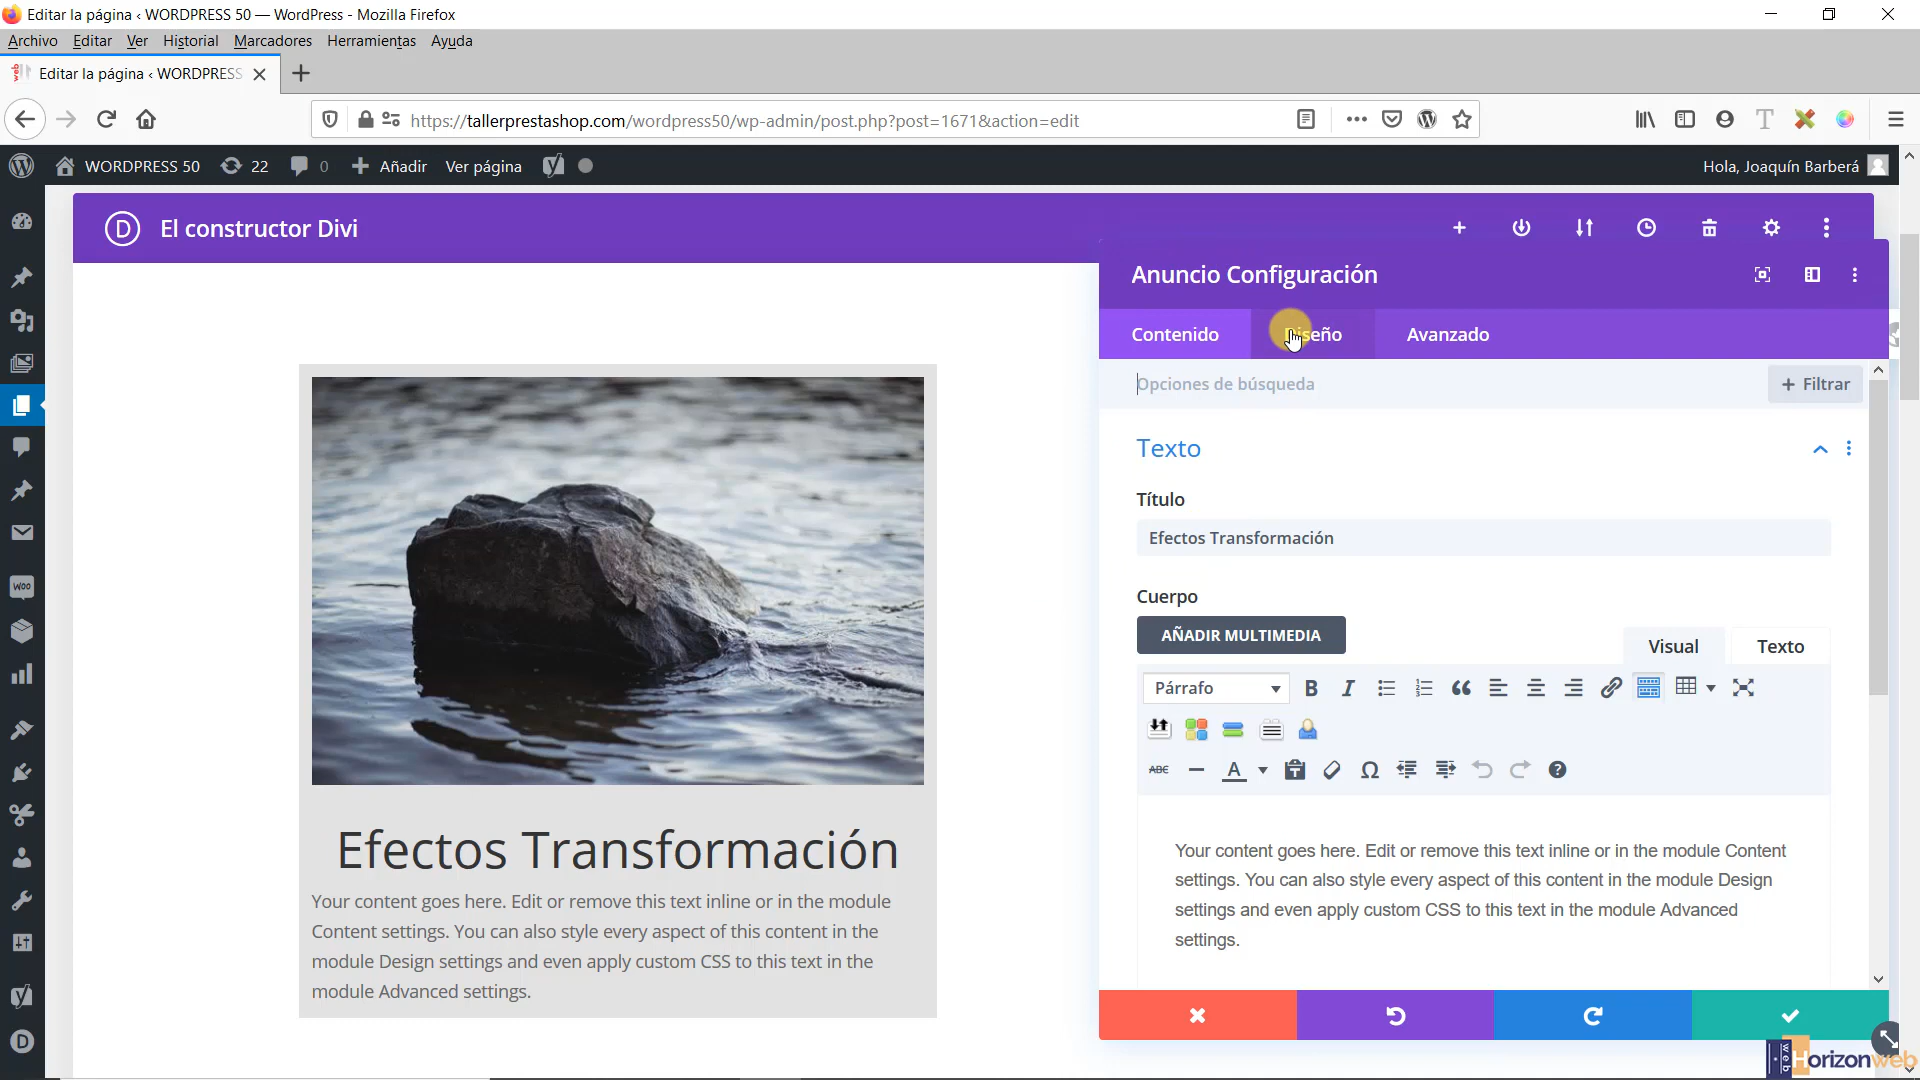 Editar la página ‹ WORDPRESS 50 — WordPress - Mozilla Firefox
Archivo Editar Ver Historial Marcadores Herramientas Ayuda
Editar la página ‹ WORDPRESS
https://tallerprestashop.com/wordpress50/wp-admin/post.php?post=1671&action=edit
WORDPRESS 50 22 0 Añadir Ver página Hola, Joaquín Barberá
El constructor Divi
Anuncio Configuración
Contenido Diseño Avanzado
Opciones de búsqueda
Filtrar
Texto
Título
Efectos Transformación
Cuerpo
AÑADIR MULTIMEDIA
Visual Texto
Párrafo
ABC
Your content goes here. Edit or remove this text inline or in the module Content
settings. You can also style every aspect of this content in the module Design
settings and even apply custom CSS to this text in the module Advanced
settings.
Efectos Transformación
Your content goes here. Edit or remove this text inline or in the module
Content settings. You can also style every aspect of this content in the
module Design settings and even apply custom CSS to this text in the
module Advanced settings.
web Horizonweb